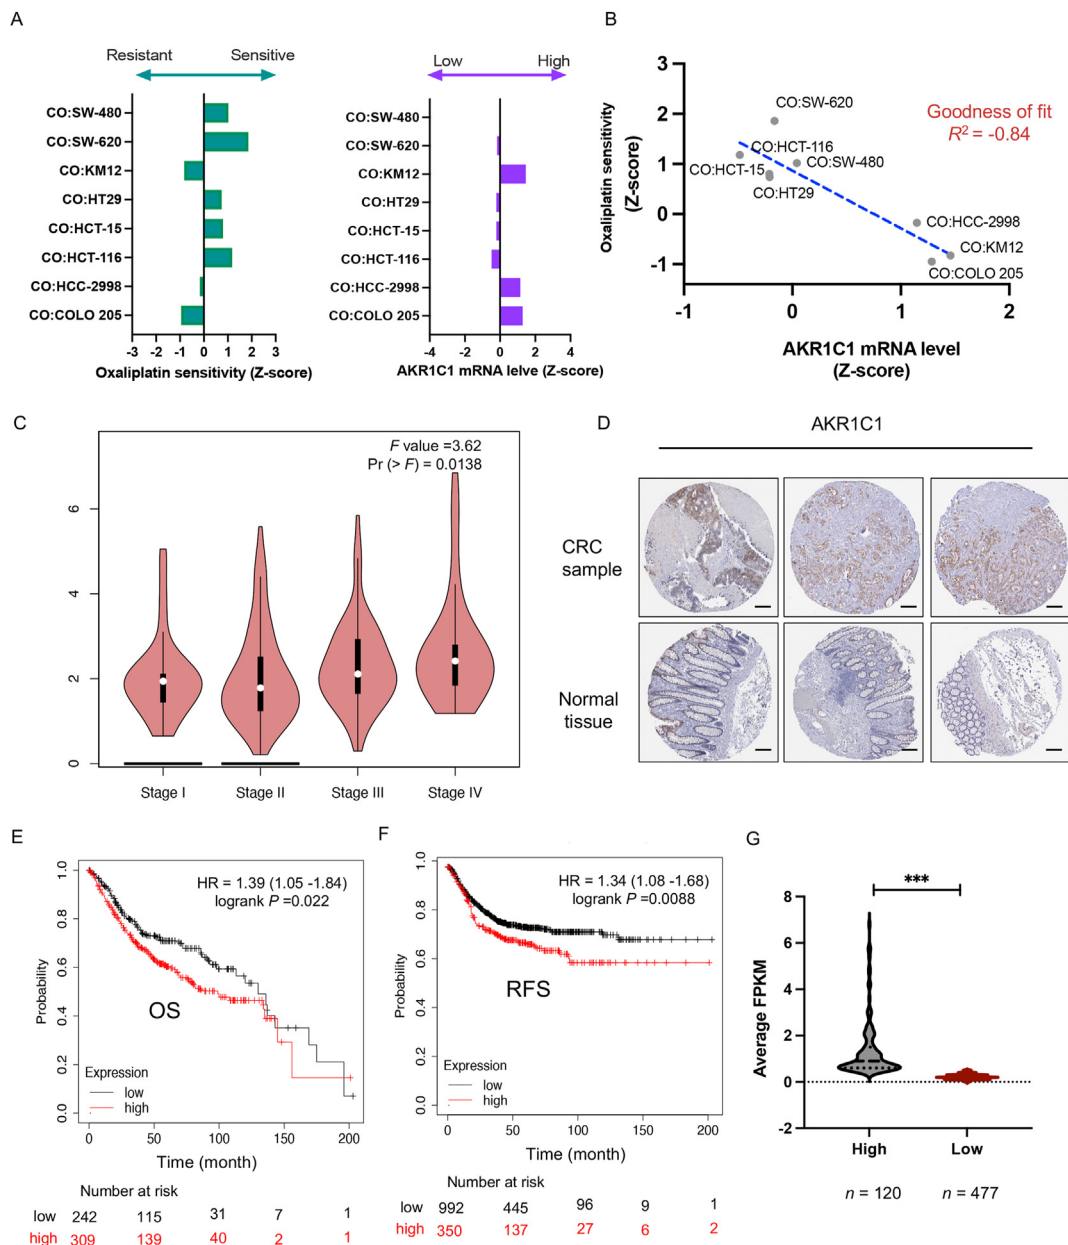 A
Resistant Sensitive
CO:SW-480
CO:SW-620
CO:KM12
CO:HT29
CO:HCT-15
CO:HCT-116
CO:HCC-2998
CO:COLO 205
-3 -2 -1 0 1 2 3
Oxaliplatin sensitivity (Z-score)
Low High
CO:SW-480
CO:SW-620
CO:KM12
CO:HT29
CO:HCT-15
CO:HCT-116
CO:HCC-2998
CO:COLO 205
-4 -2 0 2 4
AKR1C1 mRNA lelve (Z-score)
B
Oxaliplatin sensitivity
(Z-score)
3
2
1
0
-1
CO:SW-620
Goodness of fit
R² = -0.84
CO:HCT-116
CO:SW-480
CO:HCT-15
CO:HT29
CO:HCC-2998
CO:KM12
CO:COLO 205
-1 0 1 2
AKR1C1 mRNA level
(Z-score)
C
F value =3.62
Pr (> F) = 0.0138
6
4
2
0
Stage I Stage II Stage III Stage IV
D
AKR1C1
CRC
sample
Normal
tissue
E
Probability
1.0
0.8
0.6
0.4
0.2
0.0
HR = 1.39 (1.05 -1.84)
logrank P =0.022
OS
Expression
low
high
0 50 100 150 200
Time (month)
Number at risk
low 242 115 31 7 1
high 309 139 40 2 1
F
Probability
1.0
0.8
0.6
0.4
0.2
0.0
HR = 1.34 (1.08 -1.68)
logrank P =0.0088
RFS
Expression
low
high
0 50 100 150 200
Time (month)
Number at risk
low 992 445 96 9 1
high 350 137 27 6 2
G
Average FPKM
8
6
4
2
0
-2
***
High Low
n = 120 n = 477